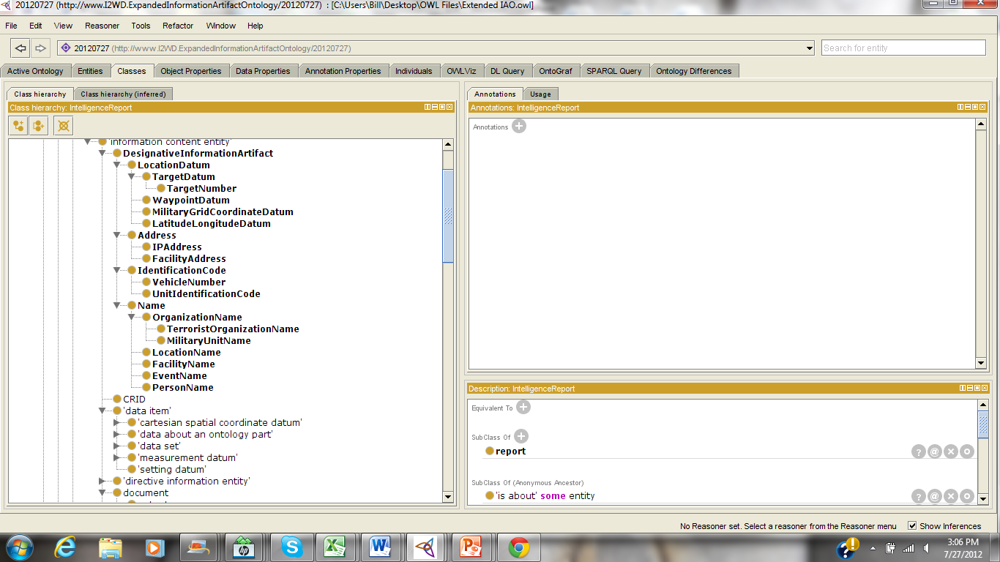 20120727 (http://www.I2WD.ExpandedInformationArtifactOntology/20120727) : [C:\Users\Bill\Desktop\OWL Files\Extended IAO.owl]
File Edit View Reasoner Tools Refactor Window Help
20120727 (http://www.I2WD.ExpandedInformationArtifactOntology/20120727)
Search for entity
Active Ontology Entities Classes Object Properties Data Properties Annotation Properties Individuals OWLViz DL Query OntoGraf SPARQL Query Ontology Differences
Class hierarchy Class hierarchy (inferred)
Class hierarchy: IntelligenceReport
'information content entity'
DesignativeInformationArtifact
LocationDatum
TargetDatum
TargetNumber
WaypointDatum
MilitaryGridCoordinateDatum
LatitudeLongitudeDatum
Address
IPAddress
FacilityAddress
IdentificationCode
VehicleNumber
UnitIdentificationCode
Name
OrganizationName
TerroristOrganizationName
MilitaryUnitName
LocationName
FacilityName
EventName
PersonName
CRID
'data item'
'cartesian spatial coordinate datum'
'data about an ontology part'
'data set'
'measurement datum'
'setting datum'
'directive information entity'
document
Annotations Usage
Annotations: IntelligenceReport
Annotations
Description: IntelligenceReport
Equivalent To
SubClass Of
report
SubClass Of (Anonymous Ancestor)
'is about' some entity
No Reasoner set. Select a reasoner from the Reasoner menu Show Inferences
3:06 PM
7/27/2012